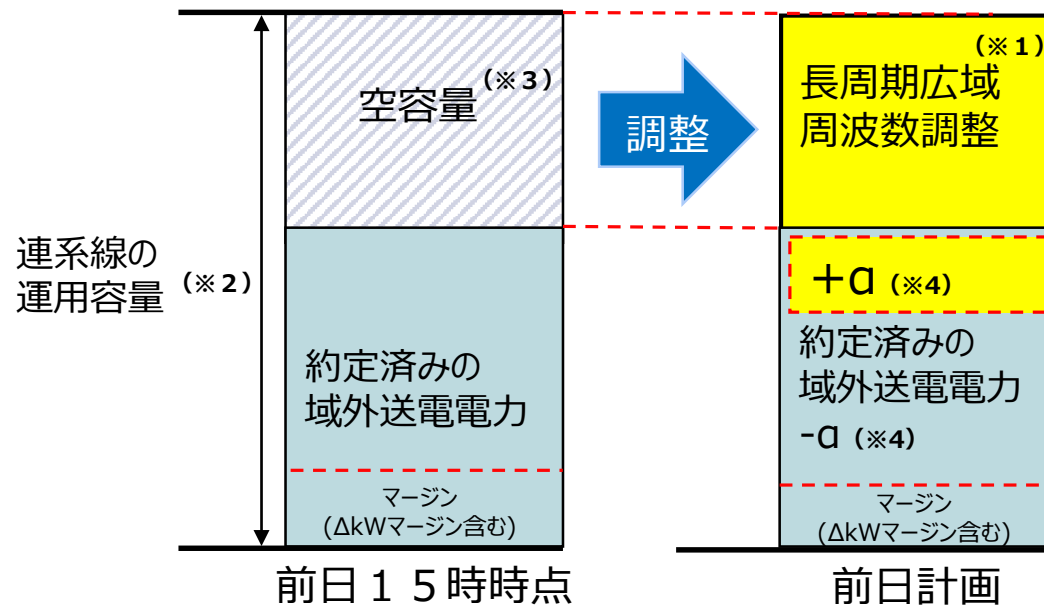 連系線の
運用容量
（※２）
空容量
（※３）
約定済みの
域外送電電力
マージン
(ΔkWマージン含む)
前日１５時時点
調整
（※１）
長周期広域
周波数調整
＋α（※４）
約定済みの
域外送電電力
-α（※４）
マージン
(ΔkWマージン含む)
前日計画